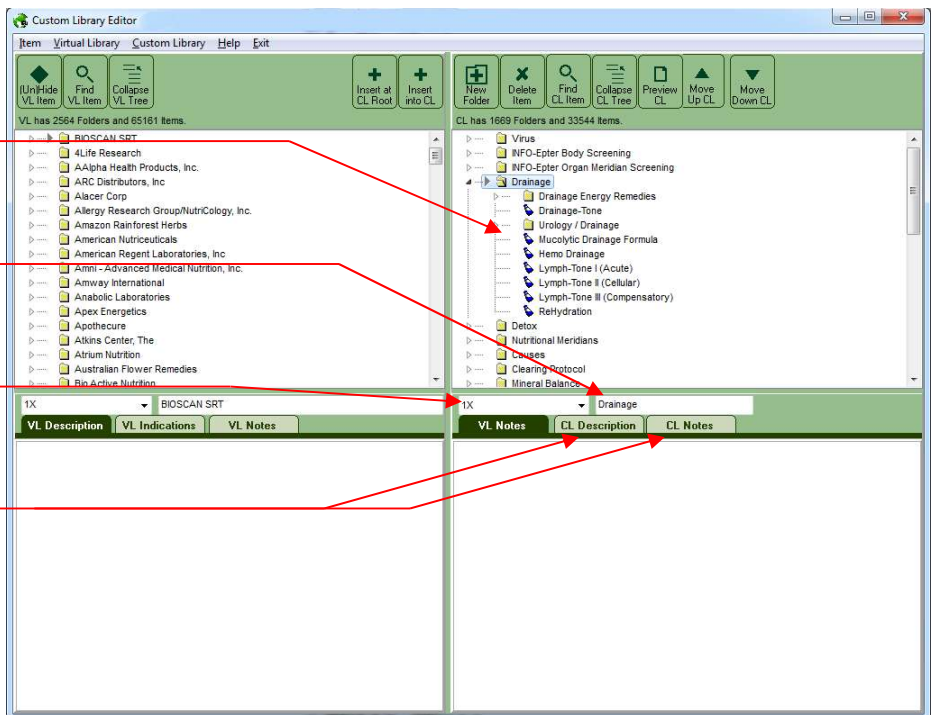 Custom Library Editor
Item Virtual Library Custom Library Help Exit
(Un)Hide VL Item
Find VL Item
Collapse VL Tree
Insert at CL Root
Insert into CL
New Folder
Delete Item
Find CL Item
Collapse CL Tree
Preview CL
Move Up CL
Move Down CL
VL has 2564 Folders and 65161 Items.
BIOSCAN SRT
4Life Research
AAlpha Health Products, Inc.
ARC Distributors, Inc
Alacer Corp
Allergy Research Group/NutriCology, Inc.
Amazon Rainforest Herbs
American Nutriceuticals
American Regent Laboratories, Inc
Amni - Advanced Medical Nutrition, Inc.
Amway International
Anabolic Laboratories
Apex Energetics
Apothecure
Atkins Center, The
Atrium Nutrition
Australian Flower Remedies
Bio Active Nutrition
CL has 1669 Folders and 33544 Items.
Virus
INFO-Epter Body Screening
INFO-Epter Organ Meridian Screening
Drainage
Drainage Energy Remedies
Drainage-Tone
Urology / Drainage
Mucolytic Drainage Formula
Hemo Drainage
Lymph-Tone I (Acute)
Lymph-Tone II (Cellular)
Lymph-Tone III (Compensatory)
ReHydration
Detox
Nutritional Meridians
Causes
Clearing Protocol
Mineral Balance
1X BIOSCAN SRT
VL Description VL Indications VL Notes
1X Drainage
VL Notes CL Description CL Notes